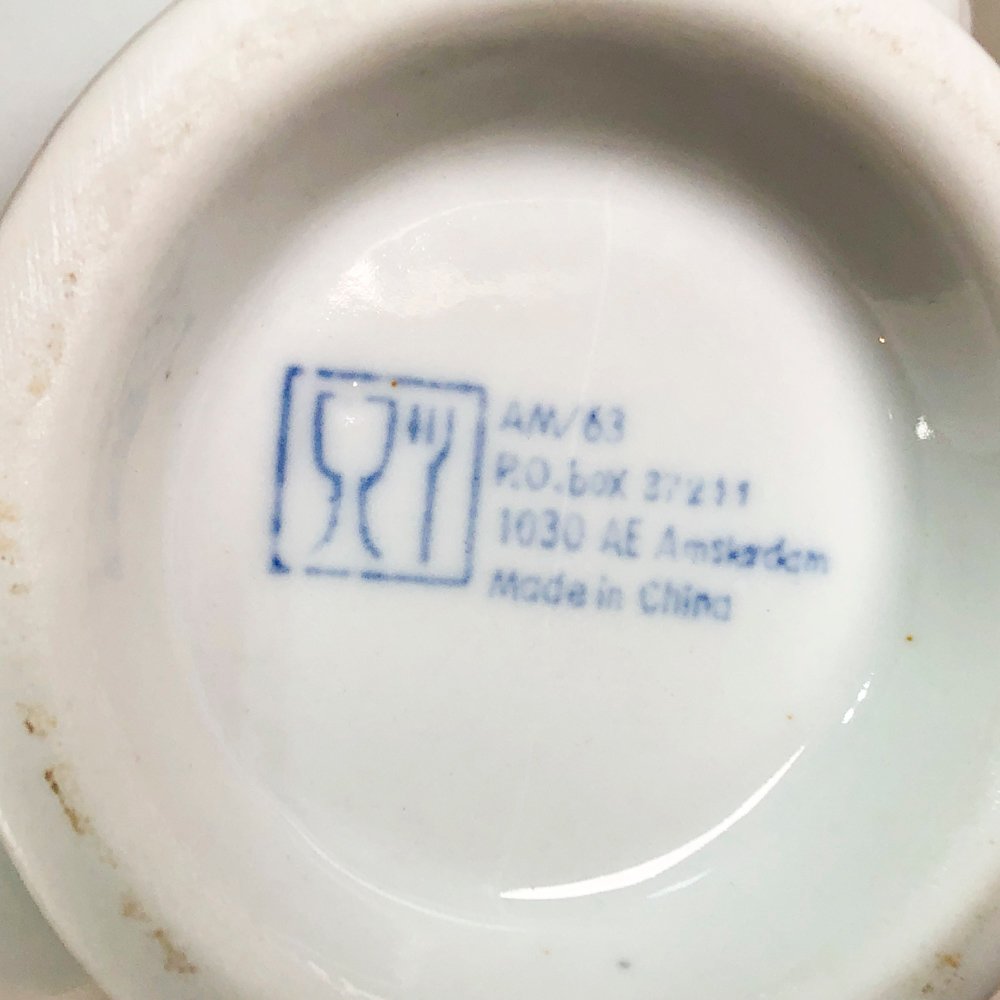 AM/63
P.O.box 37211
1030 AE Amsterdam
Made in China